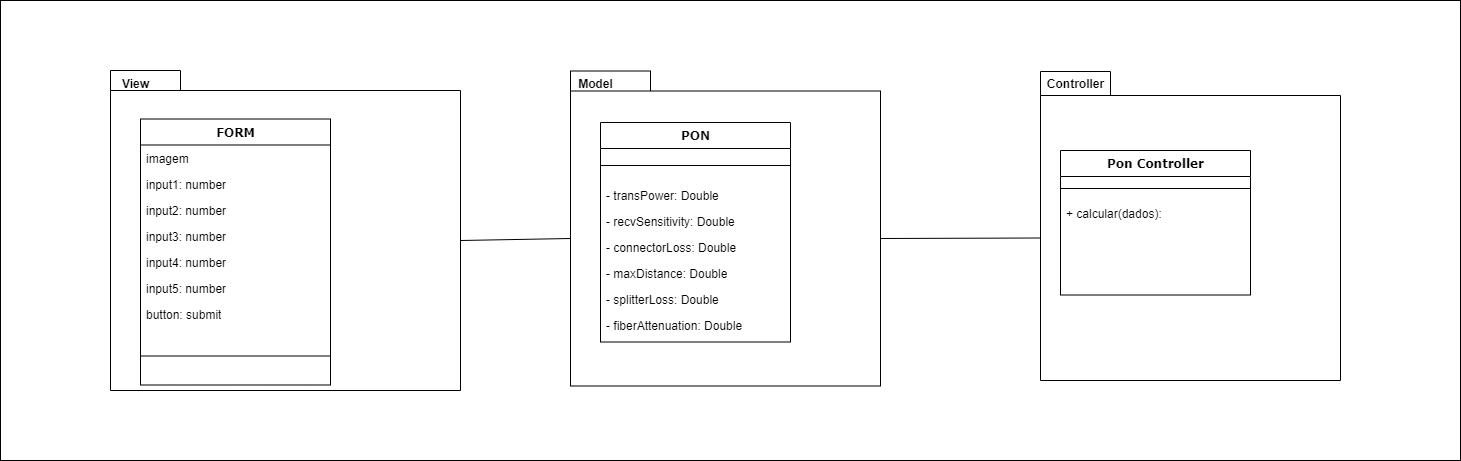 View
FORM
imagem
input1: number
input2: number
input3: number
input4: number
input5: number
button: submit
Model
PON
- transPower: Double
- recvSensitivity: Double
- connectorLoss: Double
- maxDistance: Double
- splitterLoss: Double
- fiberAttenuation: Double
Controller
Pon Controller
+ calcular(dados):